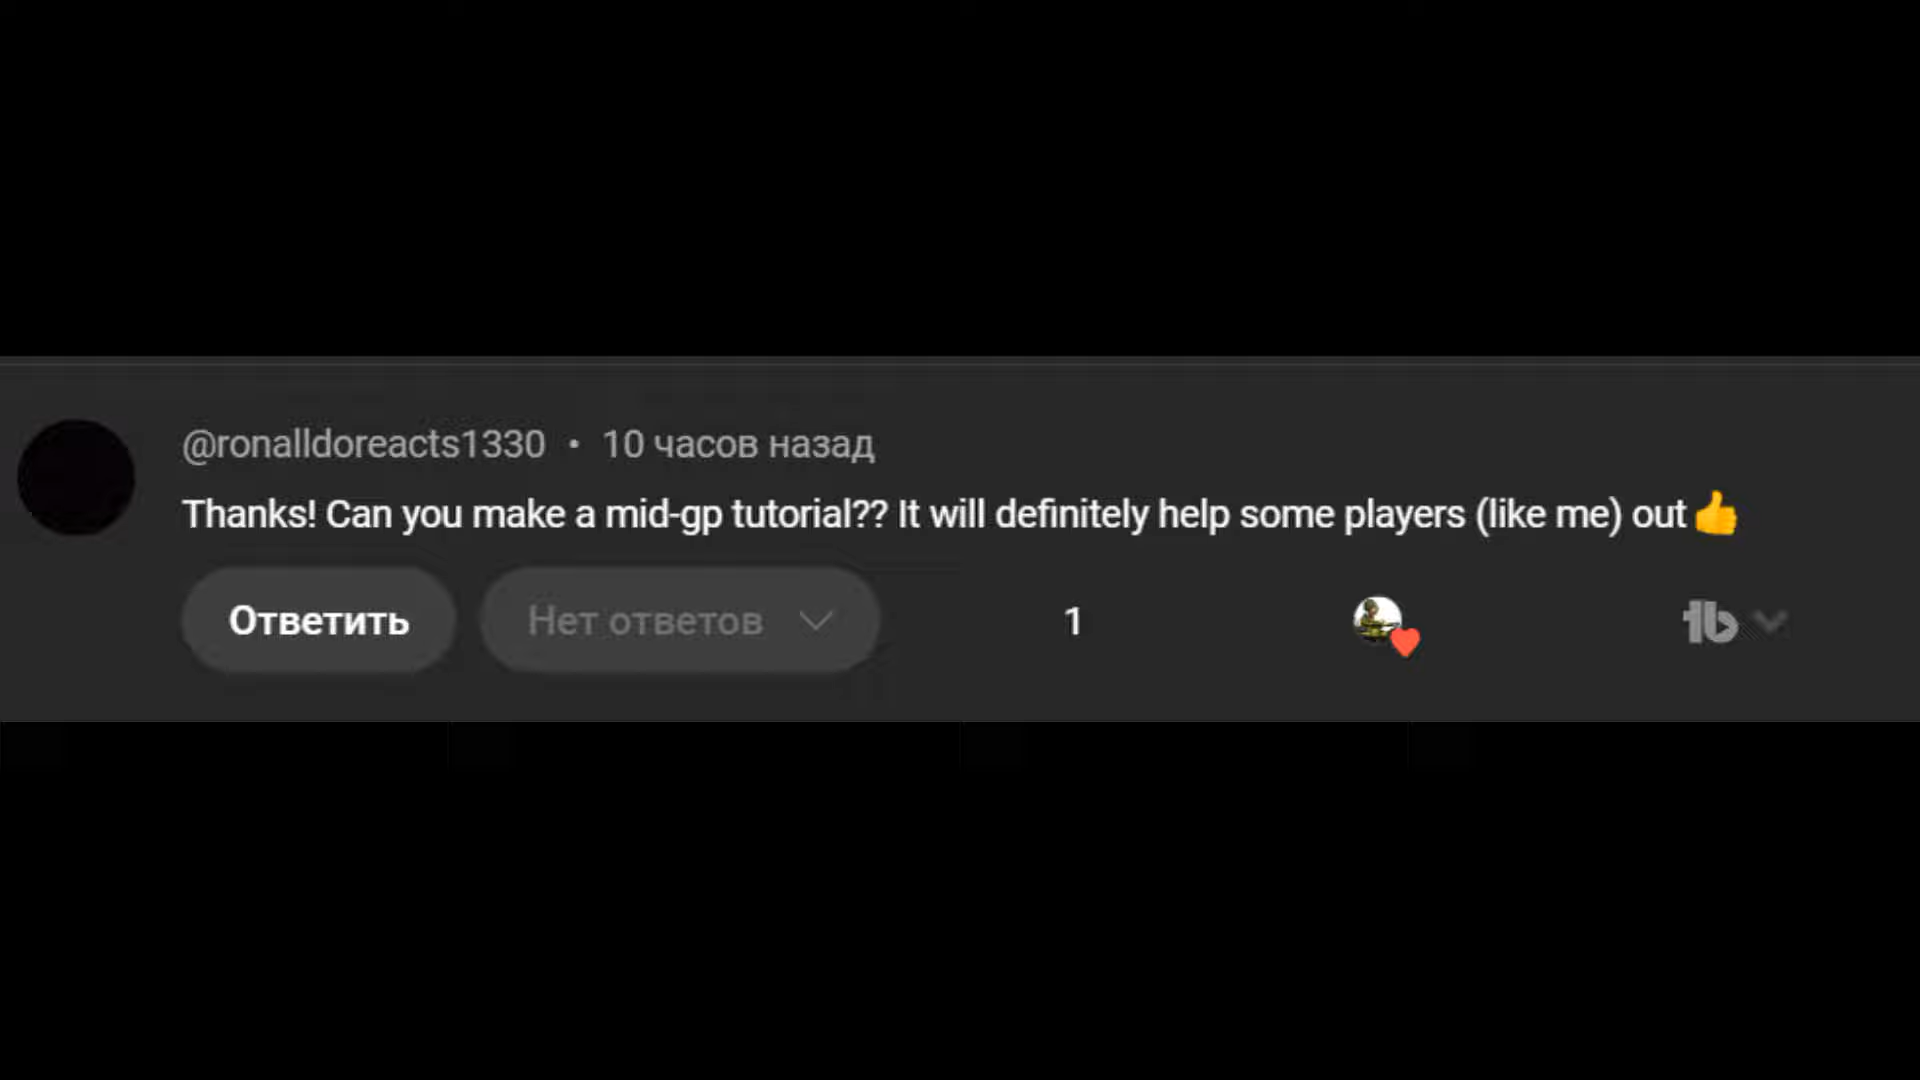 @ronalldoreacts1330 • 10 часов назад
Thanks! Can you make a mid-gp tutorial?? It will definitely help some players (like me) out 👍
Ответить Нет ответов 1 tb